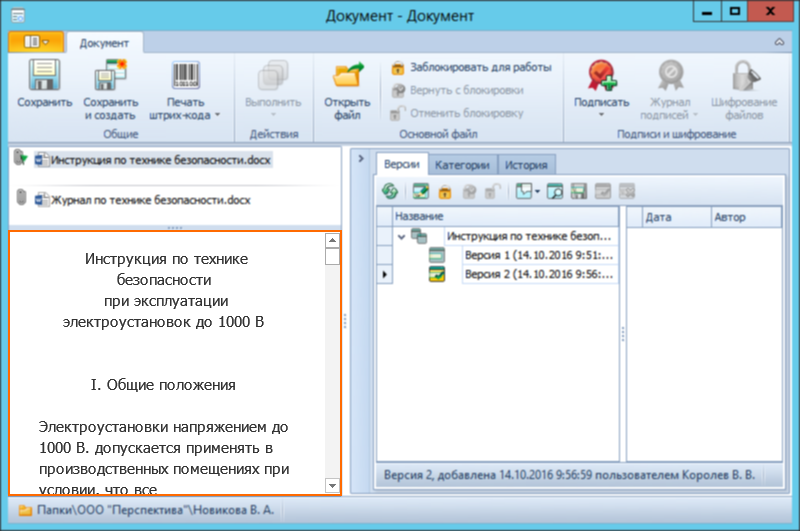 Документ - Документ
Документ
Сохранить
Сохранить
и создать
Печать
штрих-кода
Общие
Выполнить
Действия
Открыть
файл
Заблокировать для работы
Вернуть с блокировки
Отменить блокировку
Основной файл
Подписать
Журнал
подписей
Шифрование
файлов
Подписи и шифрование
Инструкция по технике безопасности.docx
Журнал по технике безопасности.docx
Инструкция по технике
безопасности
при эксплуатации
электроустановок до 1000 В
I. Общие положения
Электроустановки напряжением до
1000 В. допускается применять в
производственных помещениях при
условии, что все
Версии
Категории
История
Название
Инструкция по технике безоп...
Версия 1 (14.10.2016 9:51:...
Версия 2 (14.10.2016 9:56:...
Дата
Автор
Версия 2, добавлена 14.10.2016 9:56:59 пользователем Королев В. В.
Папки\ООО "Перспектива"\Новикова В. А.